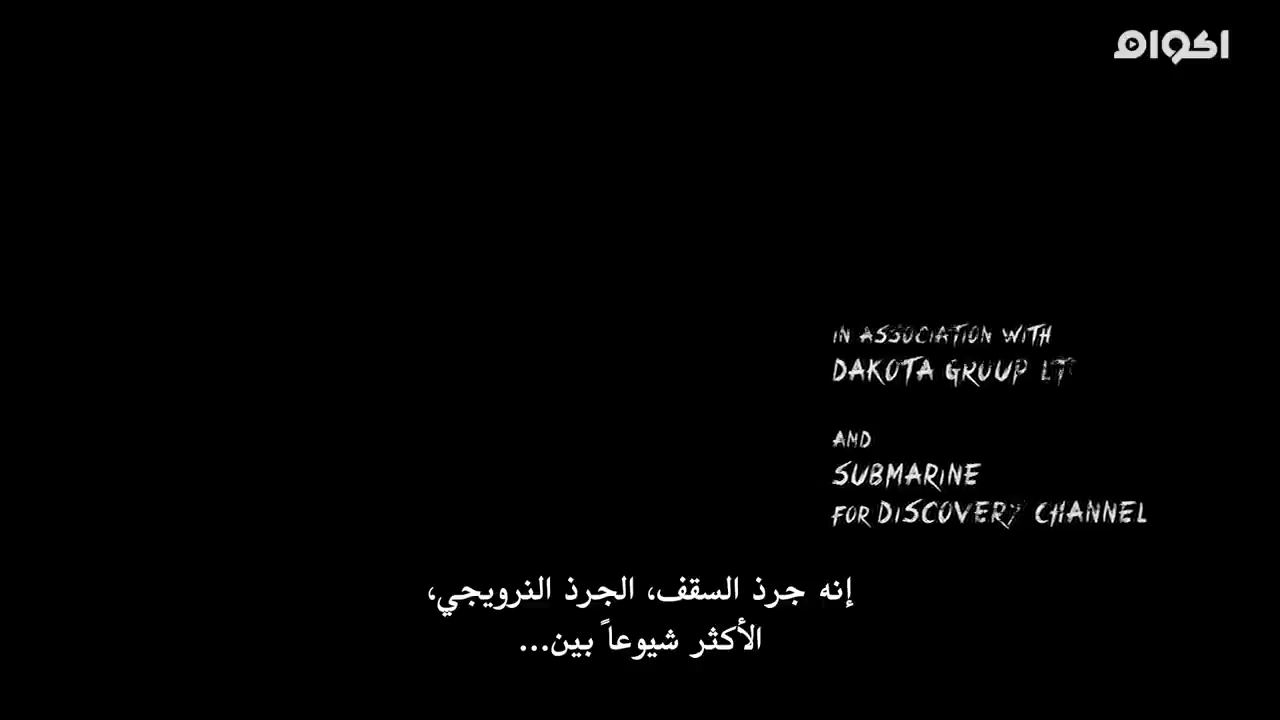 اكوام
IN ASSOCIATION WITH
DAKOTA GROUP LT
AND
SUBMARINE
FOR DISCOVERY CHANNEL
إنه جرذ السقف، الجرذ النرويجي،
الأكثر شيوعاً بين...